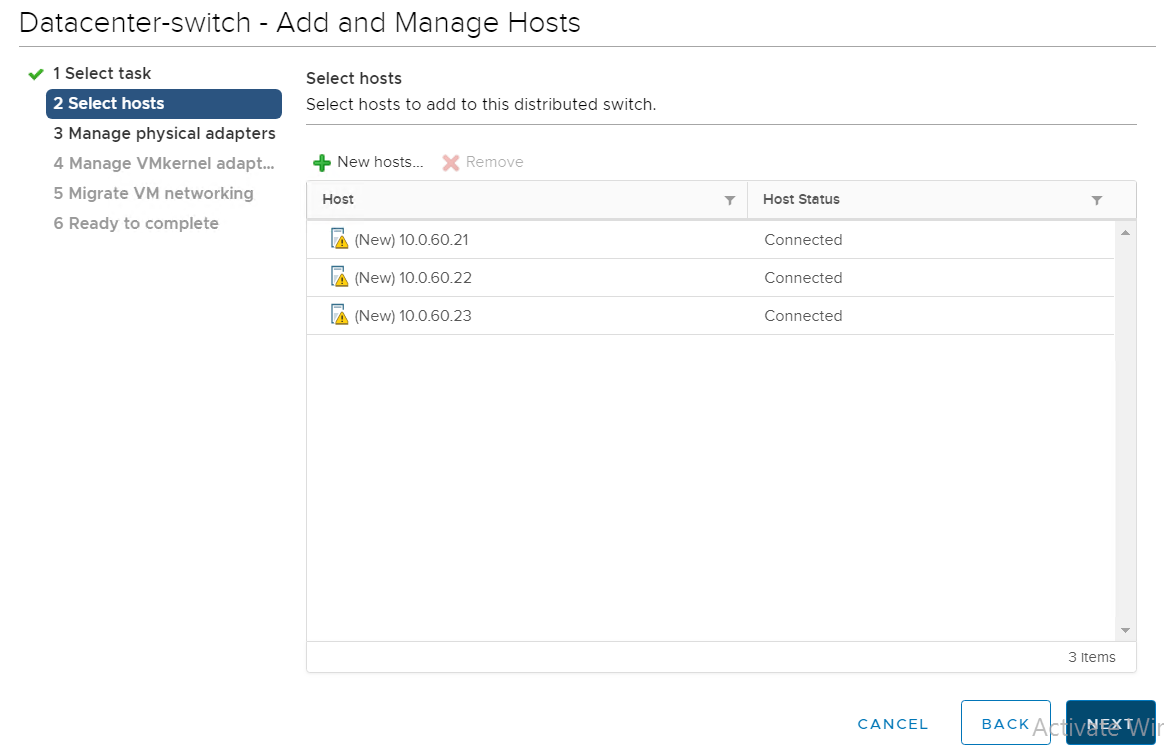 Datacenter-switch - Add and Manage Hosts
1 Select task
2 Select hosts
3 Manage physical adapters
4 Manage VMkernel adapt...
5 Migrate VM networking
6 Ready to complete
Select hosts
Select hosts to add to this distributed switch.
New hosts... Remove
Host Host Status
(New) 10.0.60.21 Connected
(New) 10.0.60.22 Connected
(New) 10.0.60.23 Connected
3 items
CANCEL BACK NEXT
Activate Wi